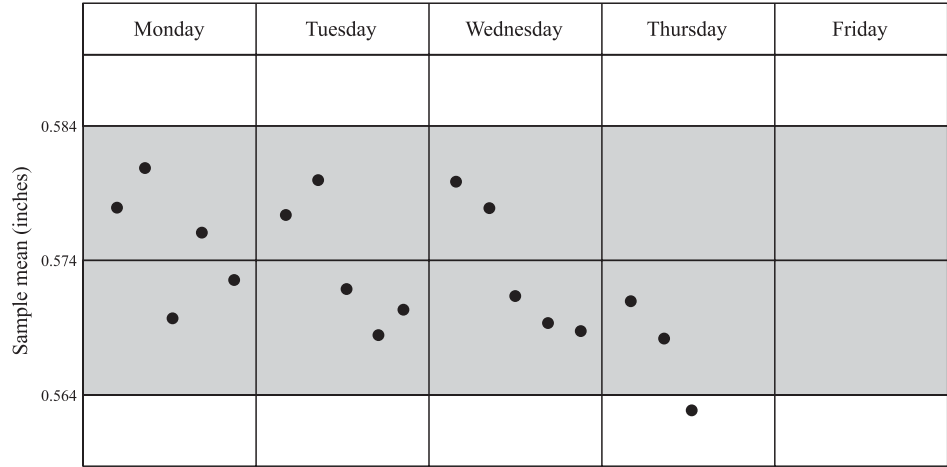 Monday
Tuesday
Wednesday
Thursday
Friday
0.584
0.574
0.564
Sample mean (inches)